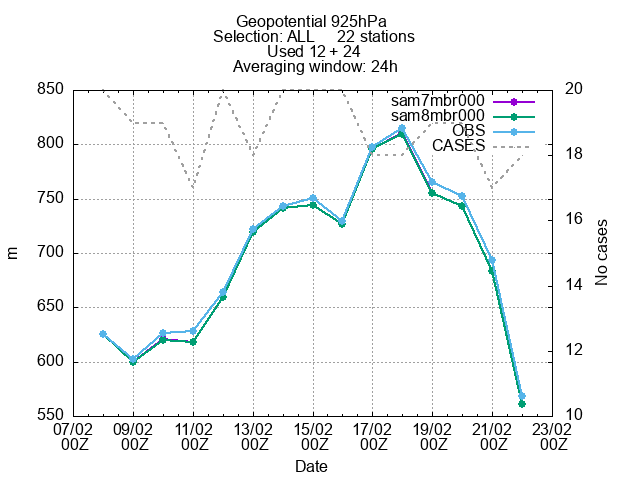 Geopotential 925hPa
Selection: ALL 22 stations
Used 12 + 24
Averaging window: 24h
sam7mbr000
sam8mbr000
OBS
CASES
850
800
750
700
650
600
550
20
18
16
14
12
10
m
No cases
07/02 09/02 11/02 13/02 15/02 17/02 19/02 21/02 23/02
00Z 00Z 00Z 00Z 00Z 00Z 00Z 00Z 00Z
Date